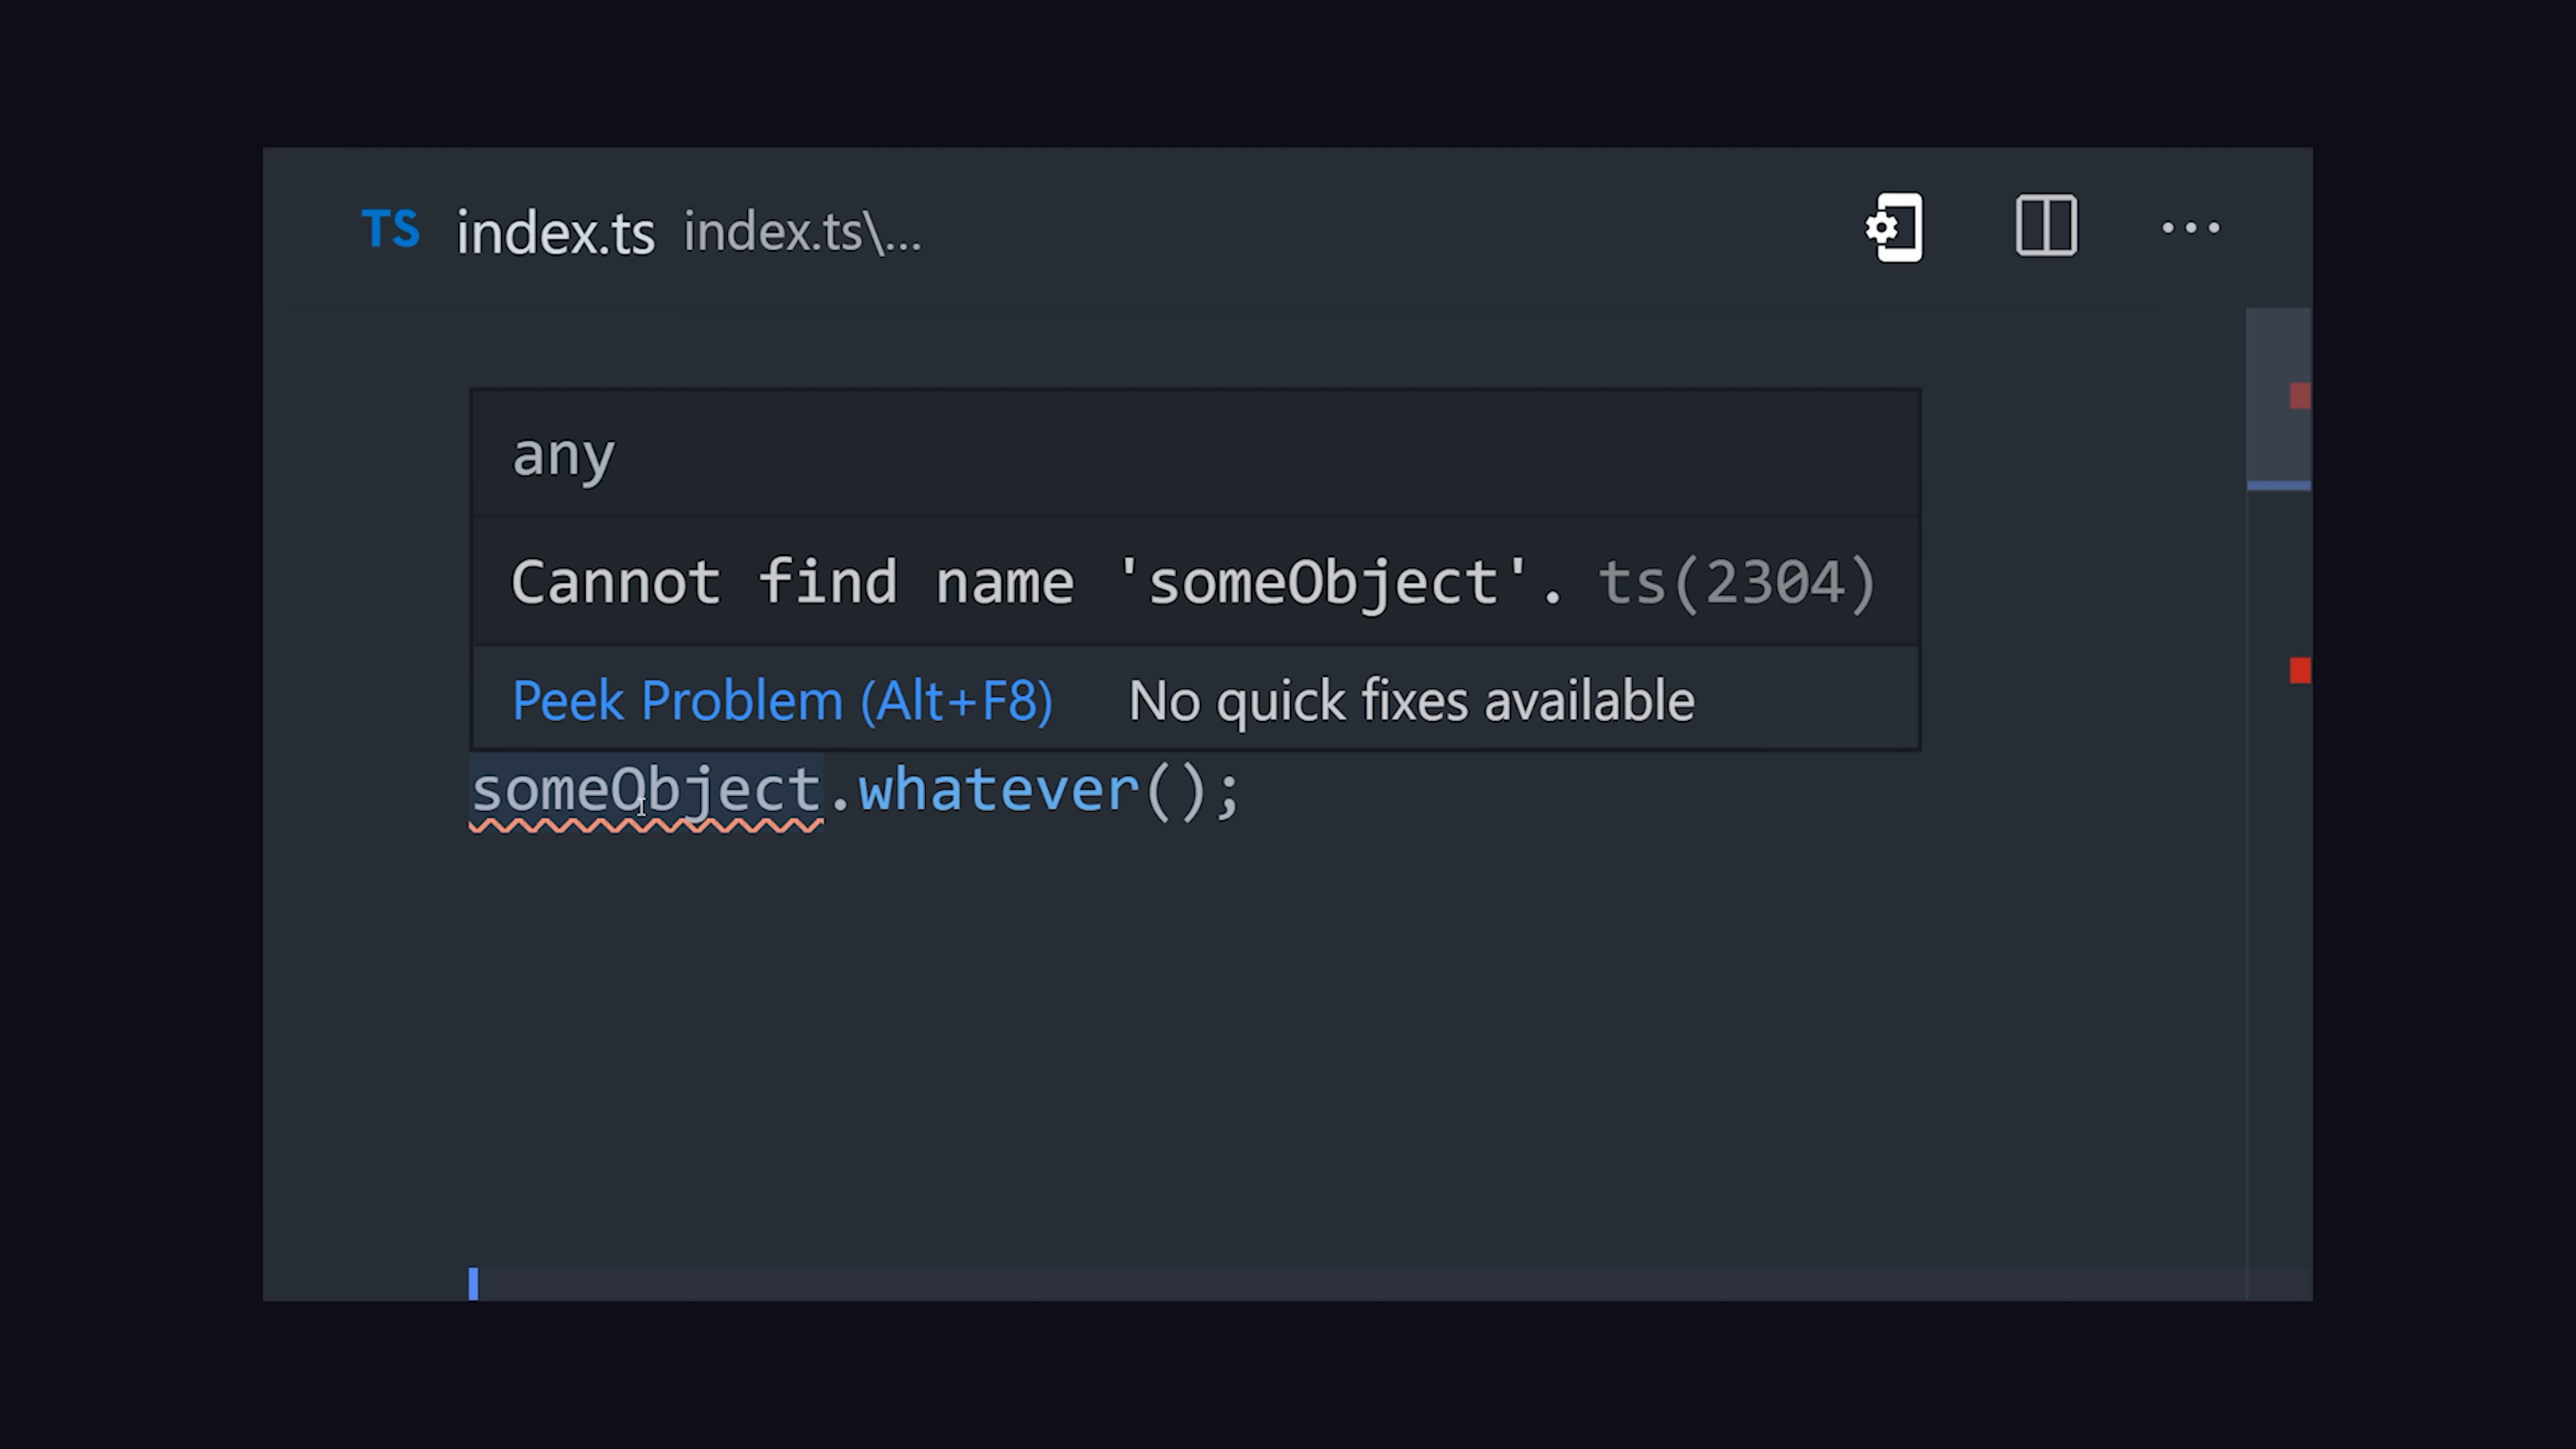 TS index.ts index.ts\...
any
Cannot find name 'someObject'. ts(2304)
Peek Problem (Alt+F8) No quick fixes available
someObject.whatever();